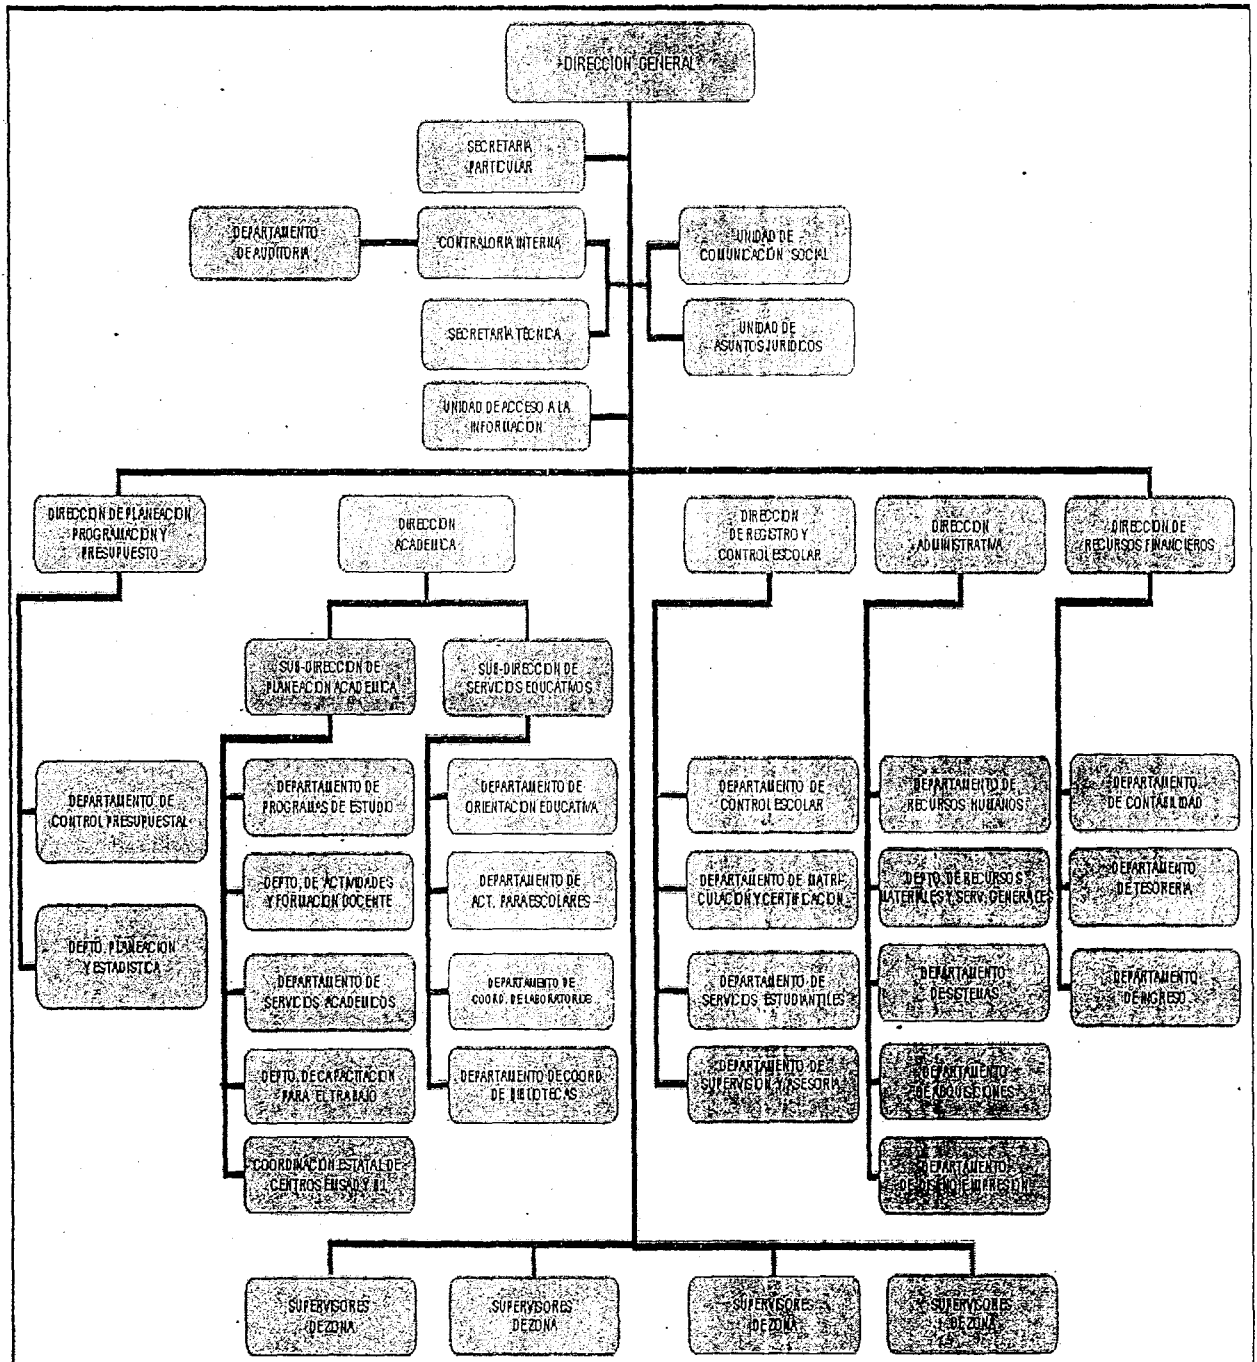 DIRECCION GENERAL
SECRETARIA
PARTICULAR
DEPARTAMENTO
DE AUDITORIA
CONTRALORIA INTERNA
UNIDAD DE
COMUNICACIÓN SOCIAL
SECRETARÍA TÉCNICA
UNIDAD DE
ASUNTOS JURIDICOS
UNIDAD DE ACCESO A LA
INFORMACION
DIRECCION DE PLANEACION
PROGRAMACION Y
PRESUPUESTO
DIRECCION
ACADEMICA
DIRECCION
DE REGISTRO Y
CONTROL ESCOLAR
DIRECCION
ADMINISTRATIVA
DIRECCION DE
RECURSOS FINANCIEROS
SUB-DIRECCION DE
PLANEACION ACADEMICA
SUB-DIRECCION DE
SERVICIOS EDUCATIVOS
DEPARTAMENTO DE
CONTROL PRESUPUESTAL
DEPTO. PLANEACION
Y ESTADISTICA
DEPARTAMENTO DE
PROGRAMAS DE ESTUDIO
DEPTO. DE ACTIVIDADES
Y FORMACION DOCENTE
DEPARTAMENTO DE
SERVICIOS ACADEMICOS
DEPTO. DE CAPACITACION
PARA EL TRABAJO
COORDINACION ESTATAL DE
CENTROS EMSAD Y
DEPARTAMENTO DE
ORIENTACION EDUCATIVA
DEPARTAMENTO DE
ACT. PARAESCOLARES
DEPARTAMENTO DE
COORD. DE LABORATORIOS
DEPARTAMENTO DE COORD.
DE BIBLIOTECAS
DEPARTAMENTO DE
CONTROL ESCOLAR
DEPARTAMENTO DE MATRI-
CULACION Y CERTIFICACION
DEPARTAMENTO DE
SERVICIOS ESTUDIANTILES
DEPARTAMENTO DE
SUPERVISION Y ASESORIA
DEPARTAMENTO DE
RECURSOS HUMANOS
DEPTO. DE RECURSOS
MATERIALES Y SERV. GENERALES
DEPARTAMENTO
DE SISTEMAS
DEPARTAMENTO
DE ADQUISICIONES
DEPARTAMENTO
DE DISEÑO E IMPRESIÓN
DEPARTAMENTO
DE CONTABILIDAD
DEPARTAMENTO
DE TESORERIA
DEPARTAMENTO
DE INGRESO
SUPERVISORES
DE ZONA
SUPERVISORES
DE ZONA
SUPERVISORES
DE ZONA
SUPERVISORES
DE ZONA